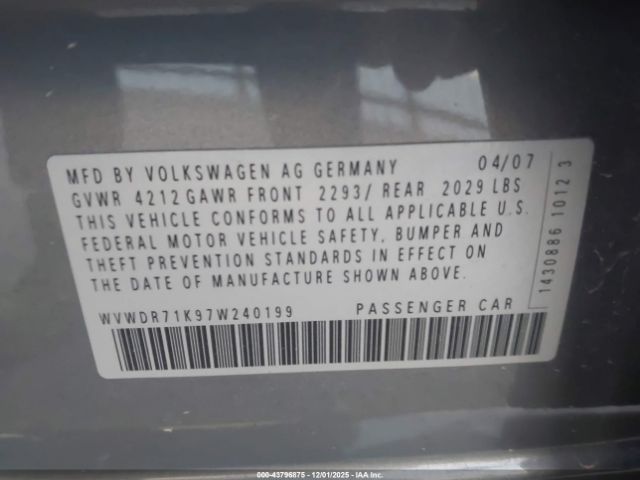 MFD BY VOLKSWAGEN AG GERMANY 04/07
GVWR 4212 GAWR FRONT 2293/ REAR 2029 LBS
THIS VEHICLE CONFORMS TO ALL APPLICABLE U.S.
FEDERAL MOTOR VEHICLE SAFETY, BUMPER AND
THEFT PREVENTION STANDARDS IN EFFECT ON
THE DATE OF MANUFACTURE SHOWN ABOVE.
WVWDR71K97W240199 PASSENGER CAR
1430886 10123
000-43796875 - 12/01/2025 - IAA Inc.